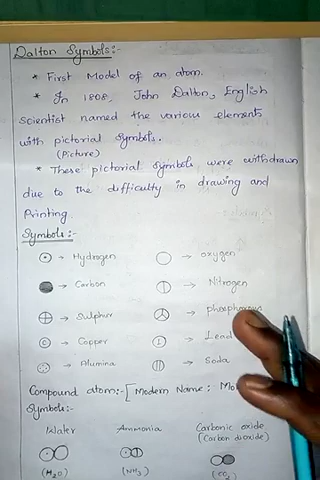 Dalton Symbols:-
* First Model of an atom.
* In 1808, John Dalton, English
scientist named the various element
with pictorial symbols.
(Picture)
* These pictorial symbols were withdrawn
due to the difficulty in drawing and
Printing.
Symbols:-
→ Hydrogen → oxygen
→ Carbon → Nitrogen
→ Sulphur → phosphorous
C → Copper L → Lead
→ Alumina → Soda
Compound atom:- [Modern Name:
Symbols:-
Water Ammonia Carbonic oxide
(Carbon dioxide)
(H2O) (NH3) (CO2)